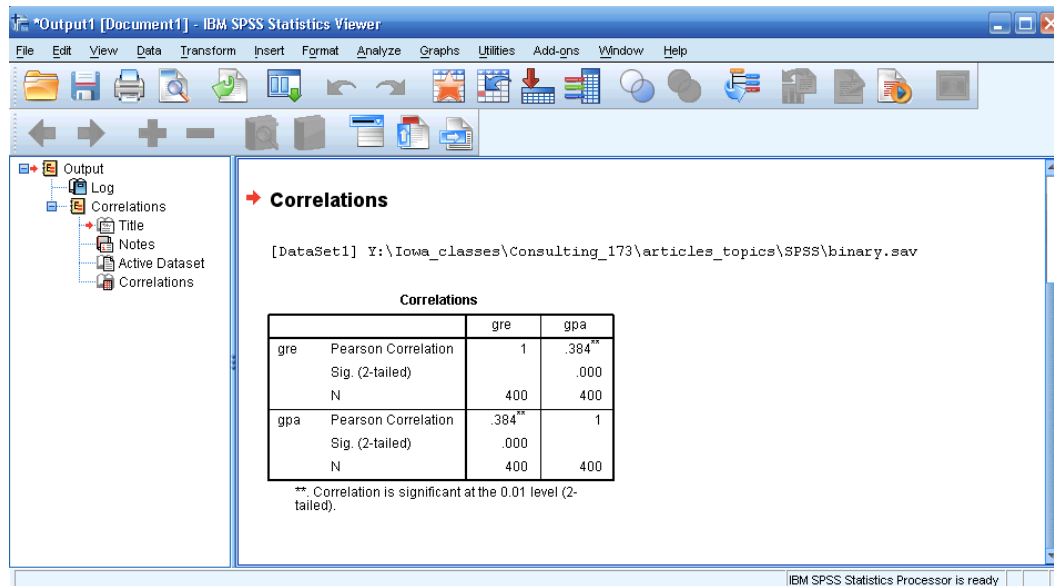 *Output1 [Document1] - IBM SPSS Statistics Viewer
File Edit View Data Transform Insert Format Analyze Graphs Utilities Add-ons Window Help
Output
Log
Correlations
Title
Notes
Active Dataset
Correlations
Correlations
[DataSet1] Y:\Iowa_classes\Consulting_173\articles_topics\SPSS\binary.sav
Correlations
gre gpa
gre Pearson Correlation 1 .384**
Sig. (2-tailed) .000
N 400 400
gpa Pearson Correlation .384** 1
Sig. (2-tailed) .000
N 400 400
**. Correlation is significant at the 0.01 level (2-
tailed).
IBM SPSS Statistics Processor is ready